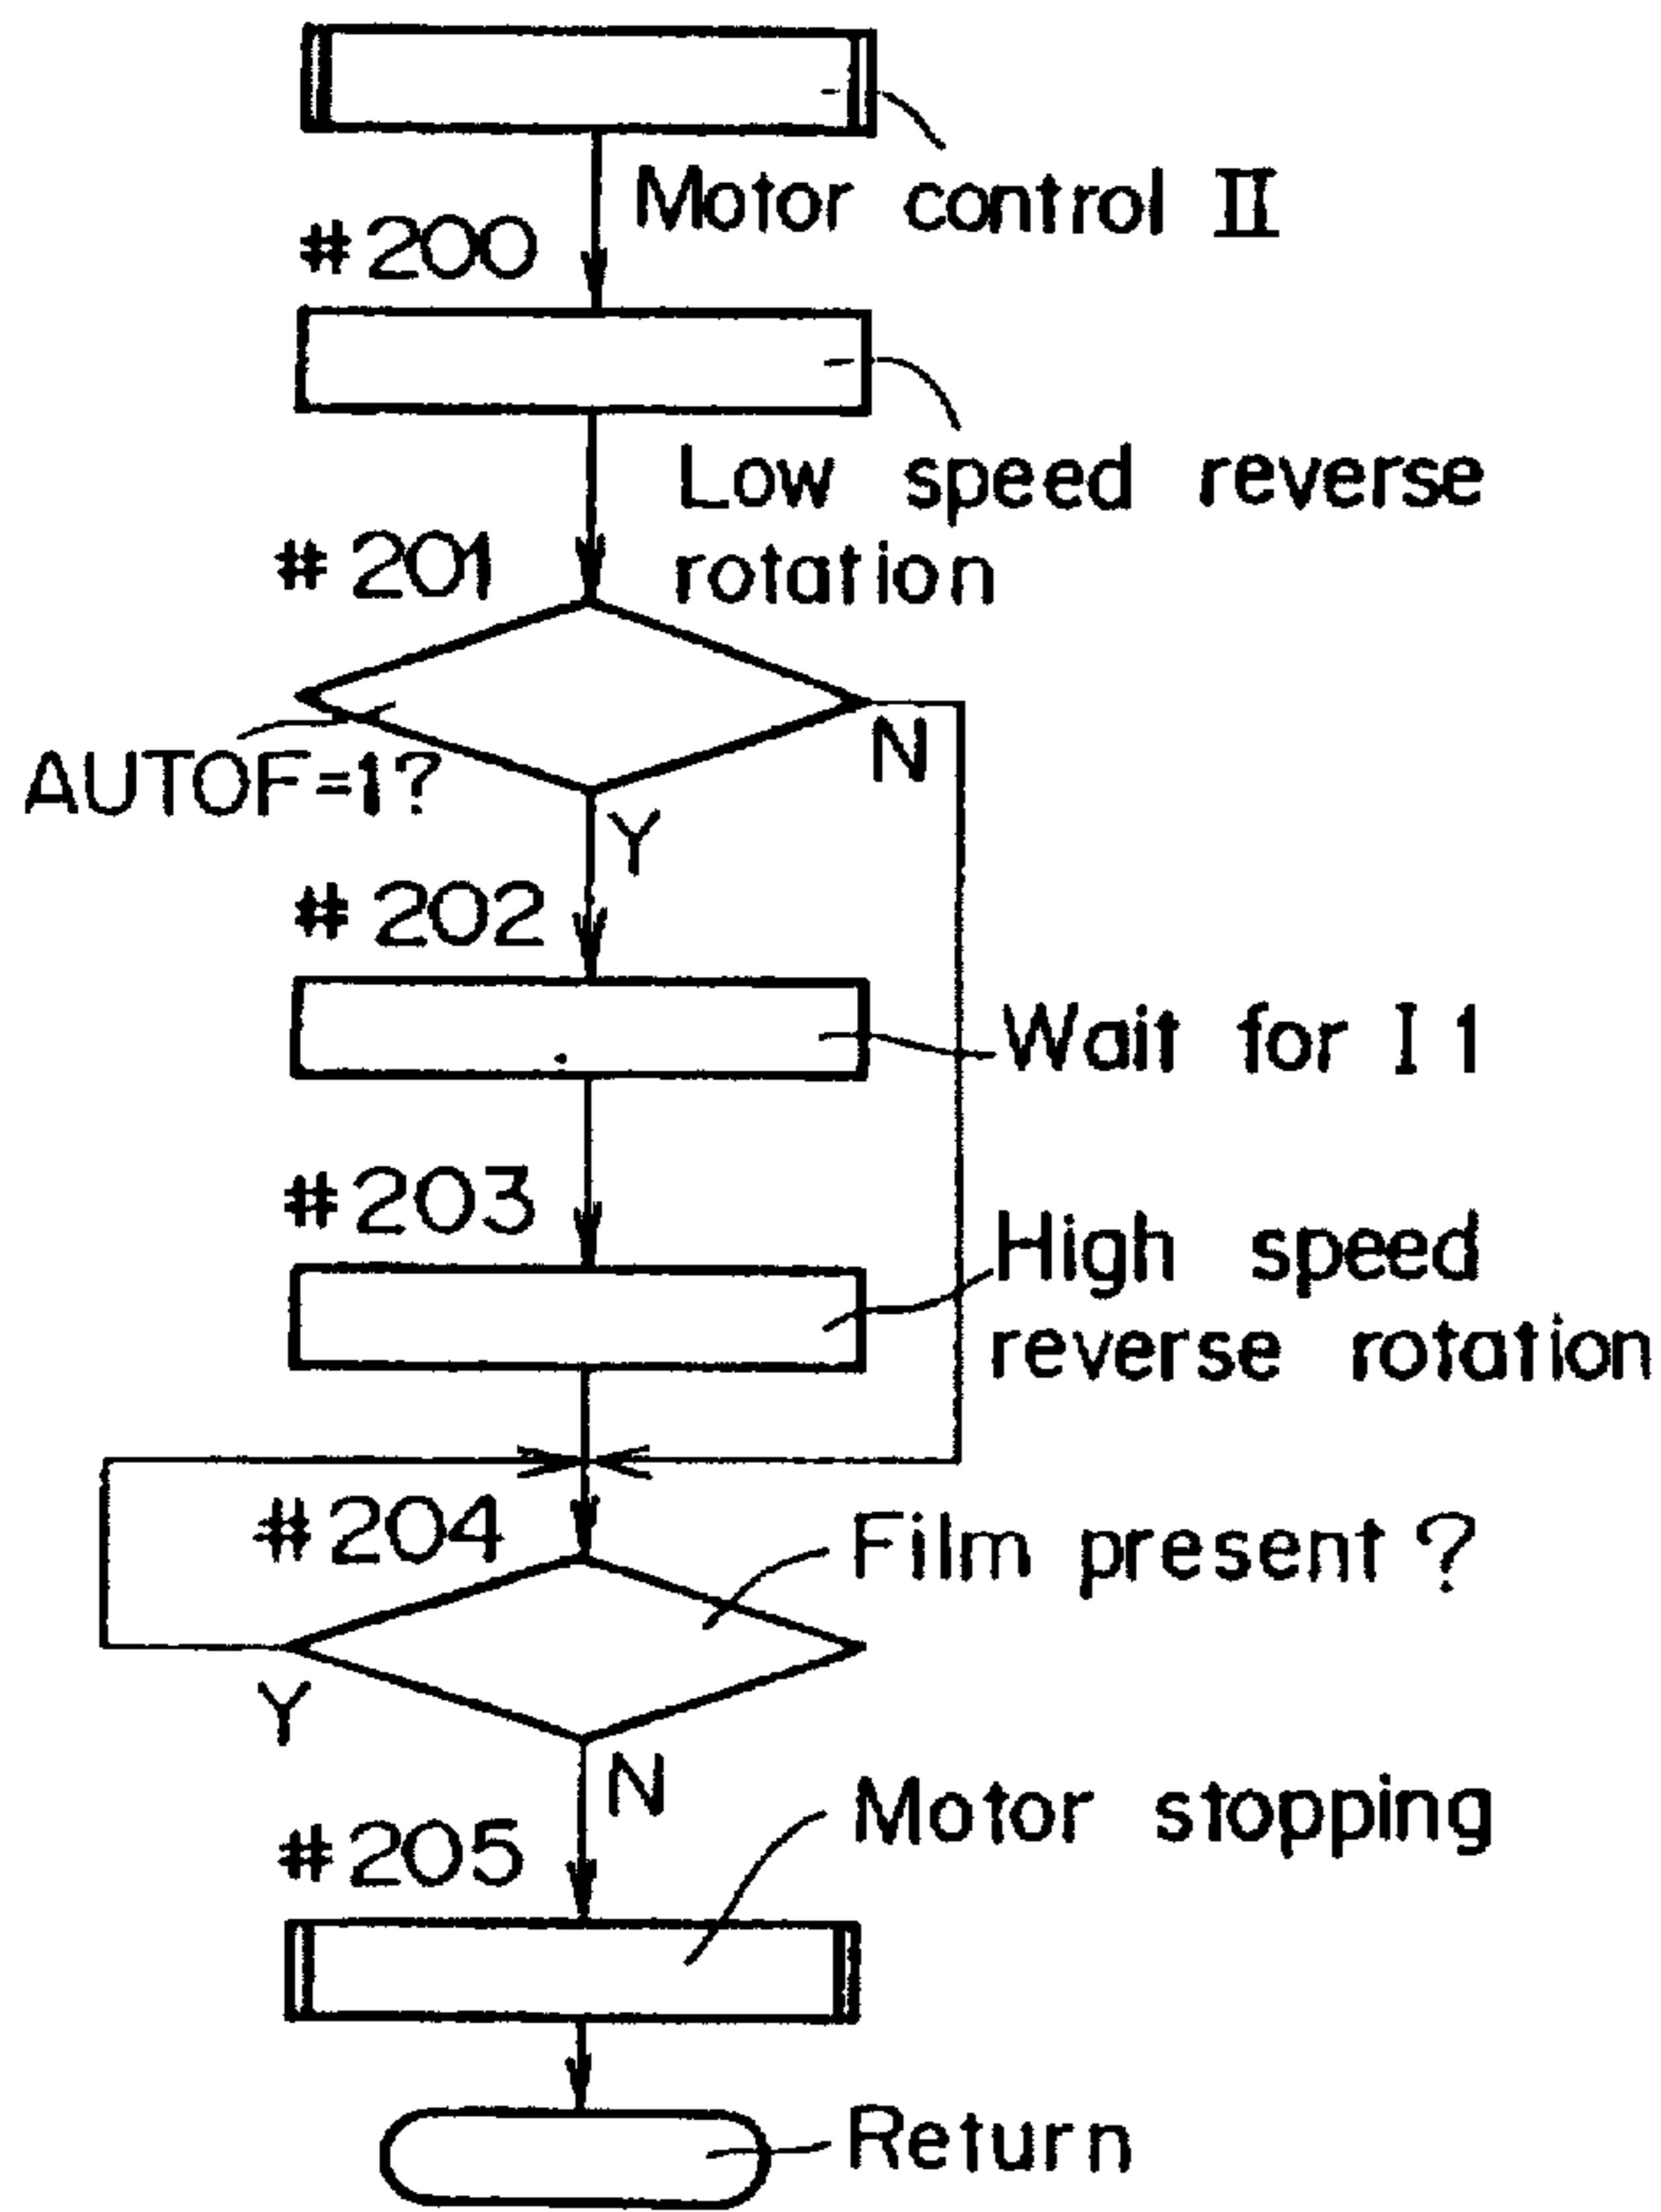 Motor control II
#200
Low speed reverse
rotation
#201
AUTOF=1?
N
Y
#202
Wait for I 1
#203
High speed
reverse rotation
#204
Film present ?
Y
N
Motor stopping
#205
Return